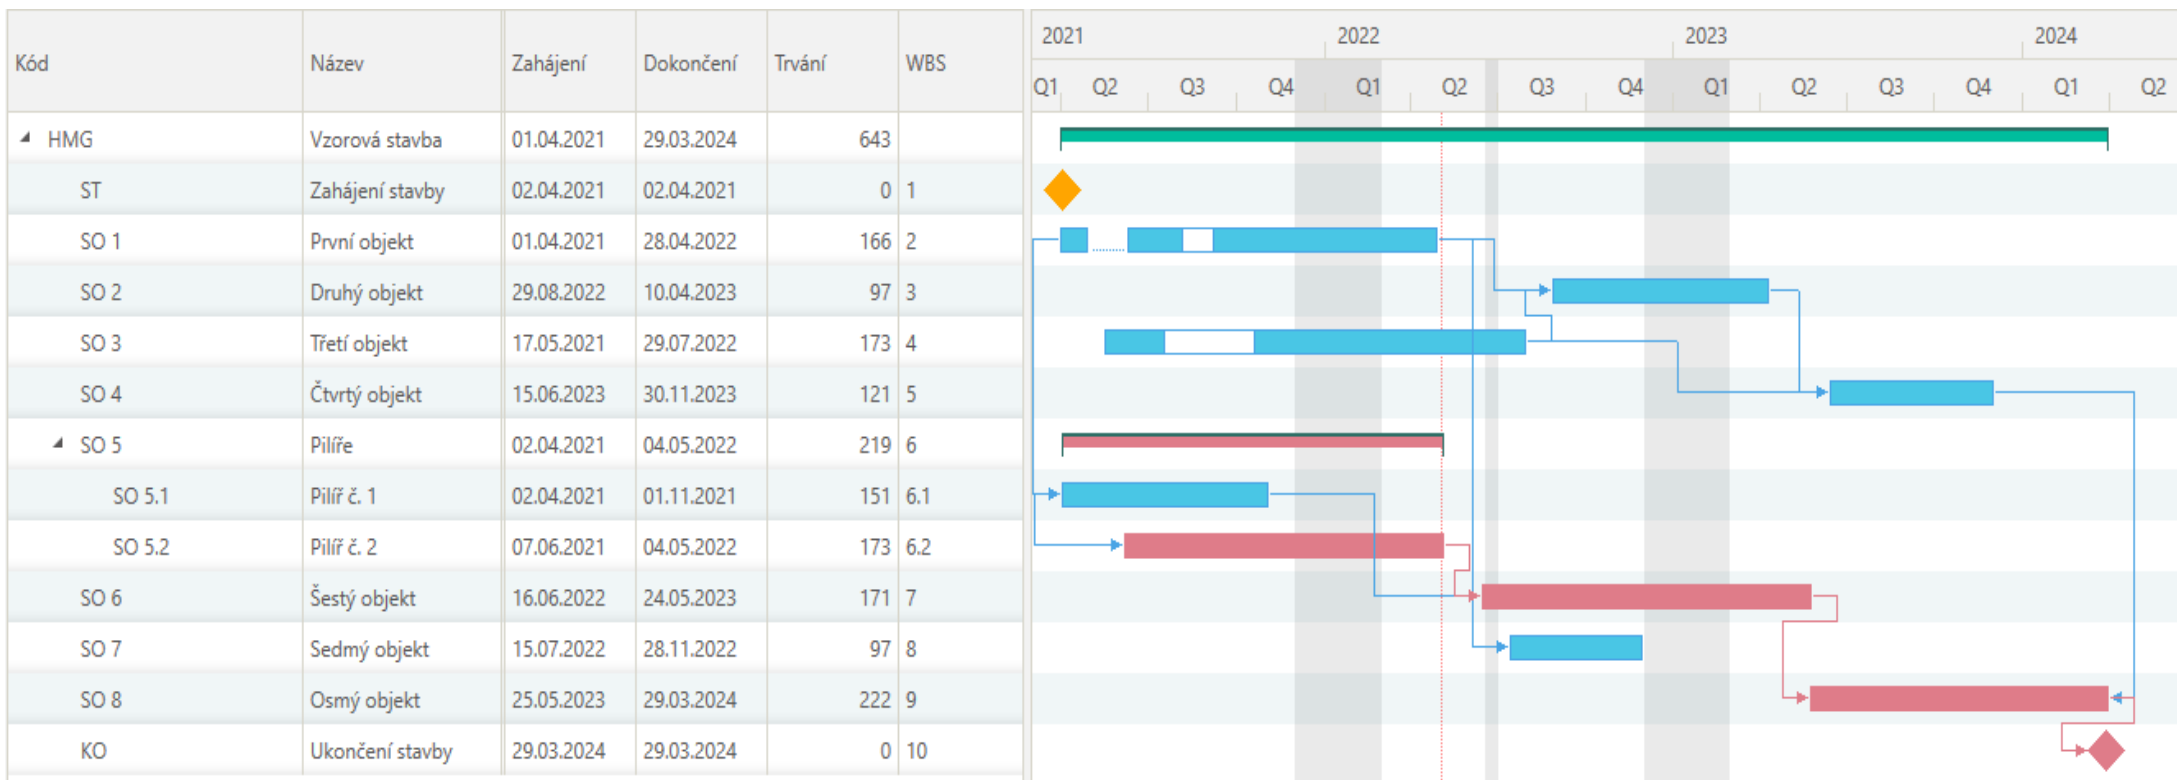 2021 2022 2023 2024
Kód Název Zahájení Dokončení Trvání WBS
Q1 Q2 Q3 Q4 Q1 Q2 Q3 Q4 Q1 Q2 Q3 Q4 Q1 Q2
HMG Vzorová stavba 01.04.2021 29.03.2024 643
ST Zahájení stavby 02.04.2021 02.04.2021 0 1
SO 1 První objekt 01.04.2021 28.04.2022 166 2
SO 2 Druhý objekt 29.08.2022 10.04.2023 97 3
SO 3 Třetí objekt 17.05.2021 29.07.2022 173 4
SO 4 Čtvrtý objekt 15.06.2023 30.11.2023 121 5
SO 5 Pilíře 02.04.2021 04.05.2022 219 6
SO 5.1 Pilíř č. 1 02.04.2021 01.11.2021 151 6.1
SO 5.2 Pilíř č. 2 07.06.2021 04.05.2022 173 6.2
SO 6 Šestý objekt 16.06.2022 24.05.2023 171 7
SO 7 Sedmý objekt 15.07.2022 28.11.2022 97 8
SO 8 Osmý objekt 25.05.2023 29.03.2024 222 9
KO Ukončení stavby 29.03.2024 29.03.2024 0 10